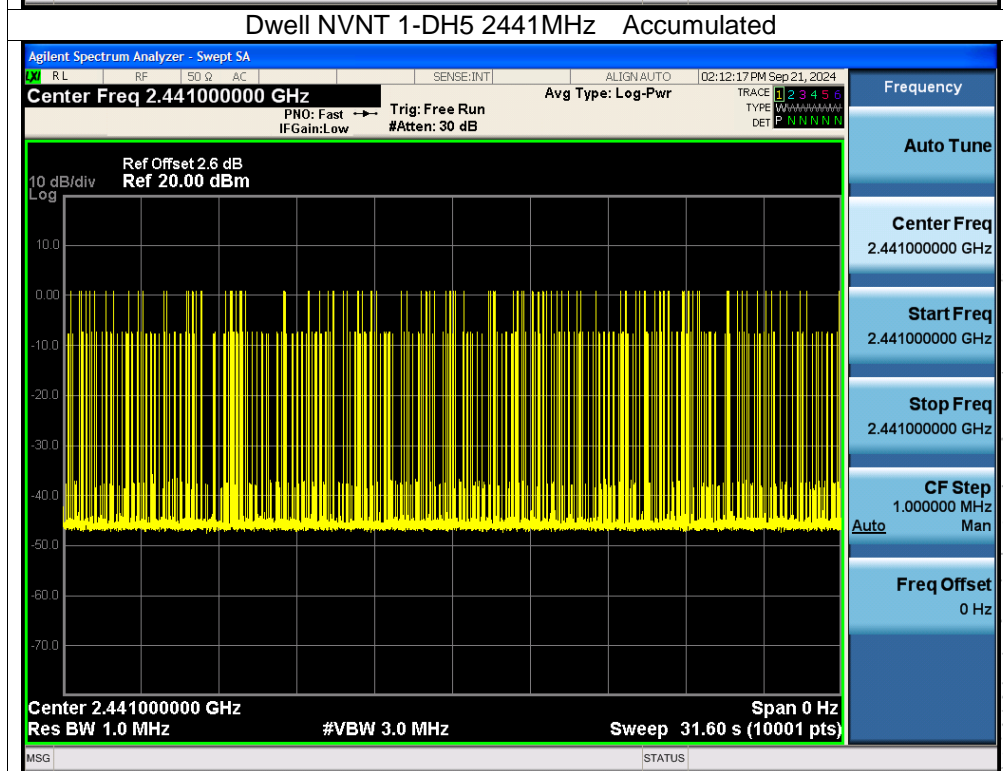 Dwell NVNT 1-DH5 2441MHz Accumulated
Agilent Spectrum Analyzer - Swept SA
LXI RL RF 50 Ω AC SENSE:INT ALIGN AUTO 02:12:17 PM Sep 21, 2024
Center Freq 2.441000000 GHz
PNO: Fast
IFGain:Low
Trig: Free Run
#Atten: 30 dB
Avg Type: Log-Pwr
TRACE 1 2 3 4 5 6
TYPE WWWWWW
DET P N N N N N
Frequency
Auto Tune
Center Freq
2.441000000 GHz
Start Freq
2.441000000 GHz
Stop Freq
2.441000000 GHz
CF Step
1.000000 MHz
Auto Man
Freq Offset
0 Hz
Ref Offset 2.6 dB
10 dB/div Ref 20.00 dBm
Log
10.0
0.00
-10.0
-20.0
-30.0
-40.0
-50.0
-60.0
-70.0
Center 2.441000000 GHz Span 0 Hz
Res BW 1.0 MHz #VBW 3.0 MHz Sweep 31.60 s (10001 pts)
MSG STATUS